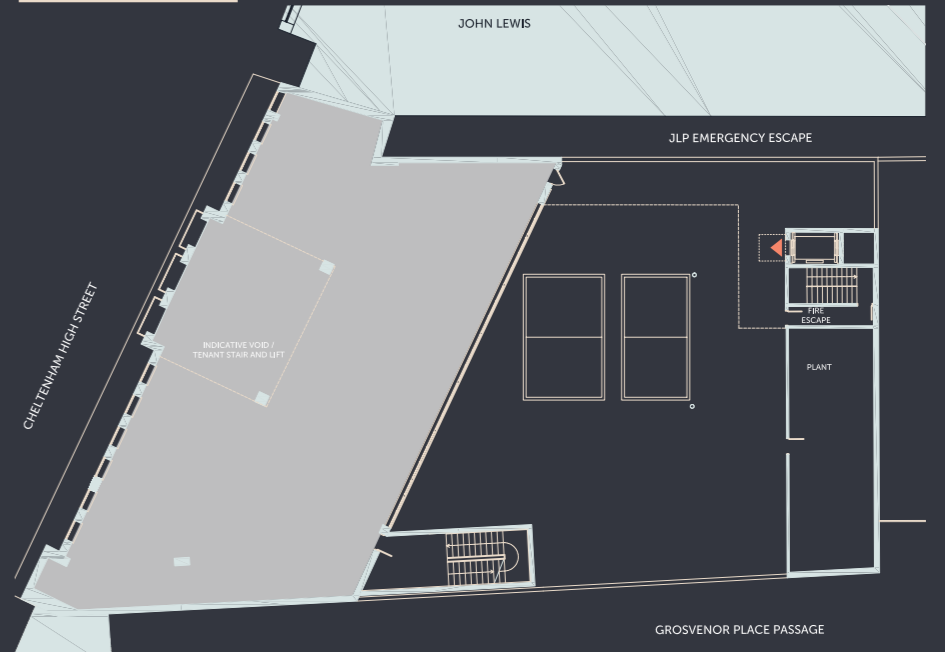 JOHN LEWIS
JLP EMERGENCY ESCAPE
CHELTENHAM HIGH STREET
FIRE
ESCAPE
INDICATIVE VOID /
TENANT STAIR AND LIFT
PLANT
GROSVENOR PLACE PASSAGE